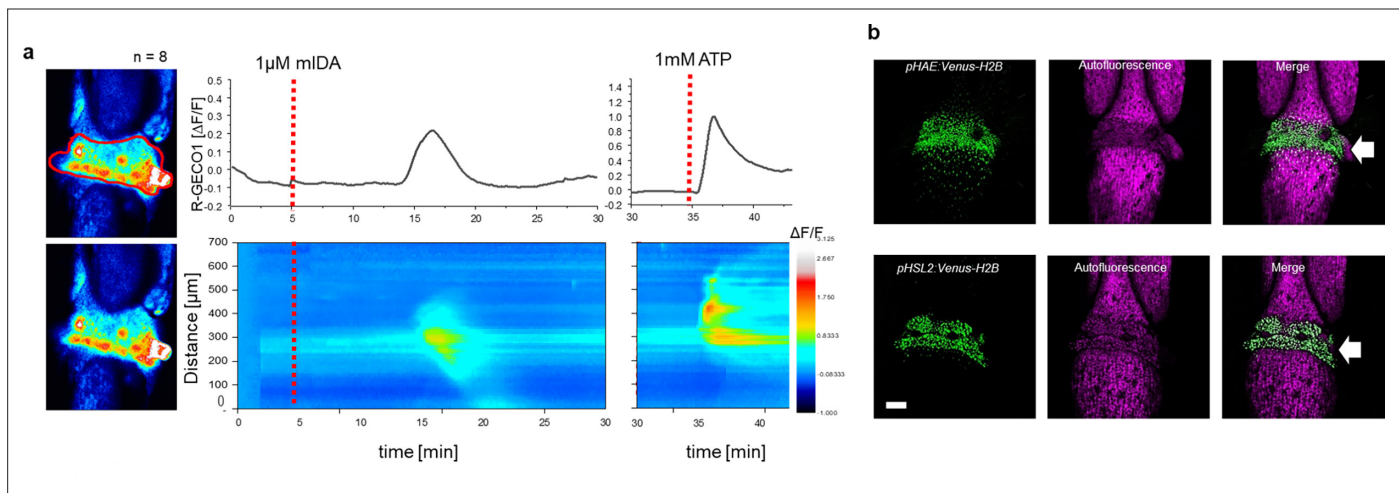 a
n = 8
1μM mIDA
1mM ATP
R-GECO1 [ΔF/F]
0.5
0.4
0.3
0.2
0.1
0.0
-0.1
-0.2
0 5 10 15 20 25 30
1.4
1.2
1.0
0.8
0.6
0.4
0.2
0.0
-0.2
30 35 40
Distance [μm]
700
600
500
400
300
200
100
0
0 5 10 15 20 25 30
time [min]
30 35 40
time [min]
ΔF/F
3.125
2.667
1.750
0.8333
-0.08333
-1.000
b
pHAE:Venus-H2B
Autofluorescence
Merge
pHSL2:Venus-H2B
Autofluorescence
Merge